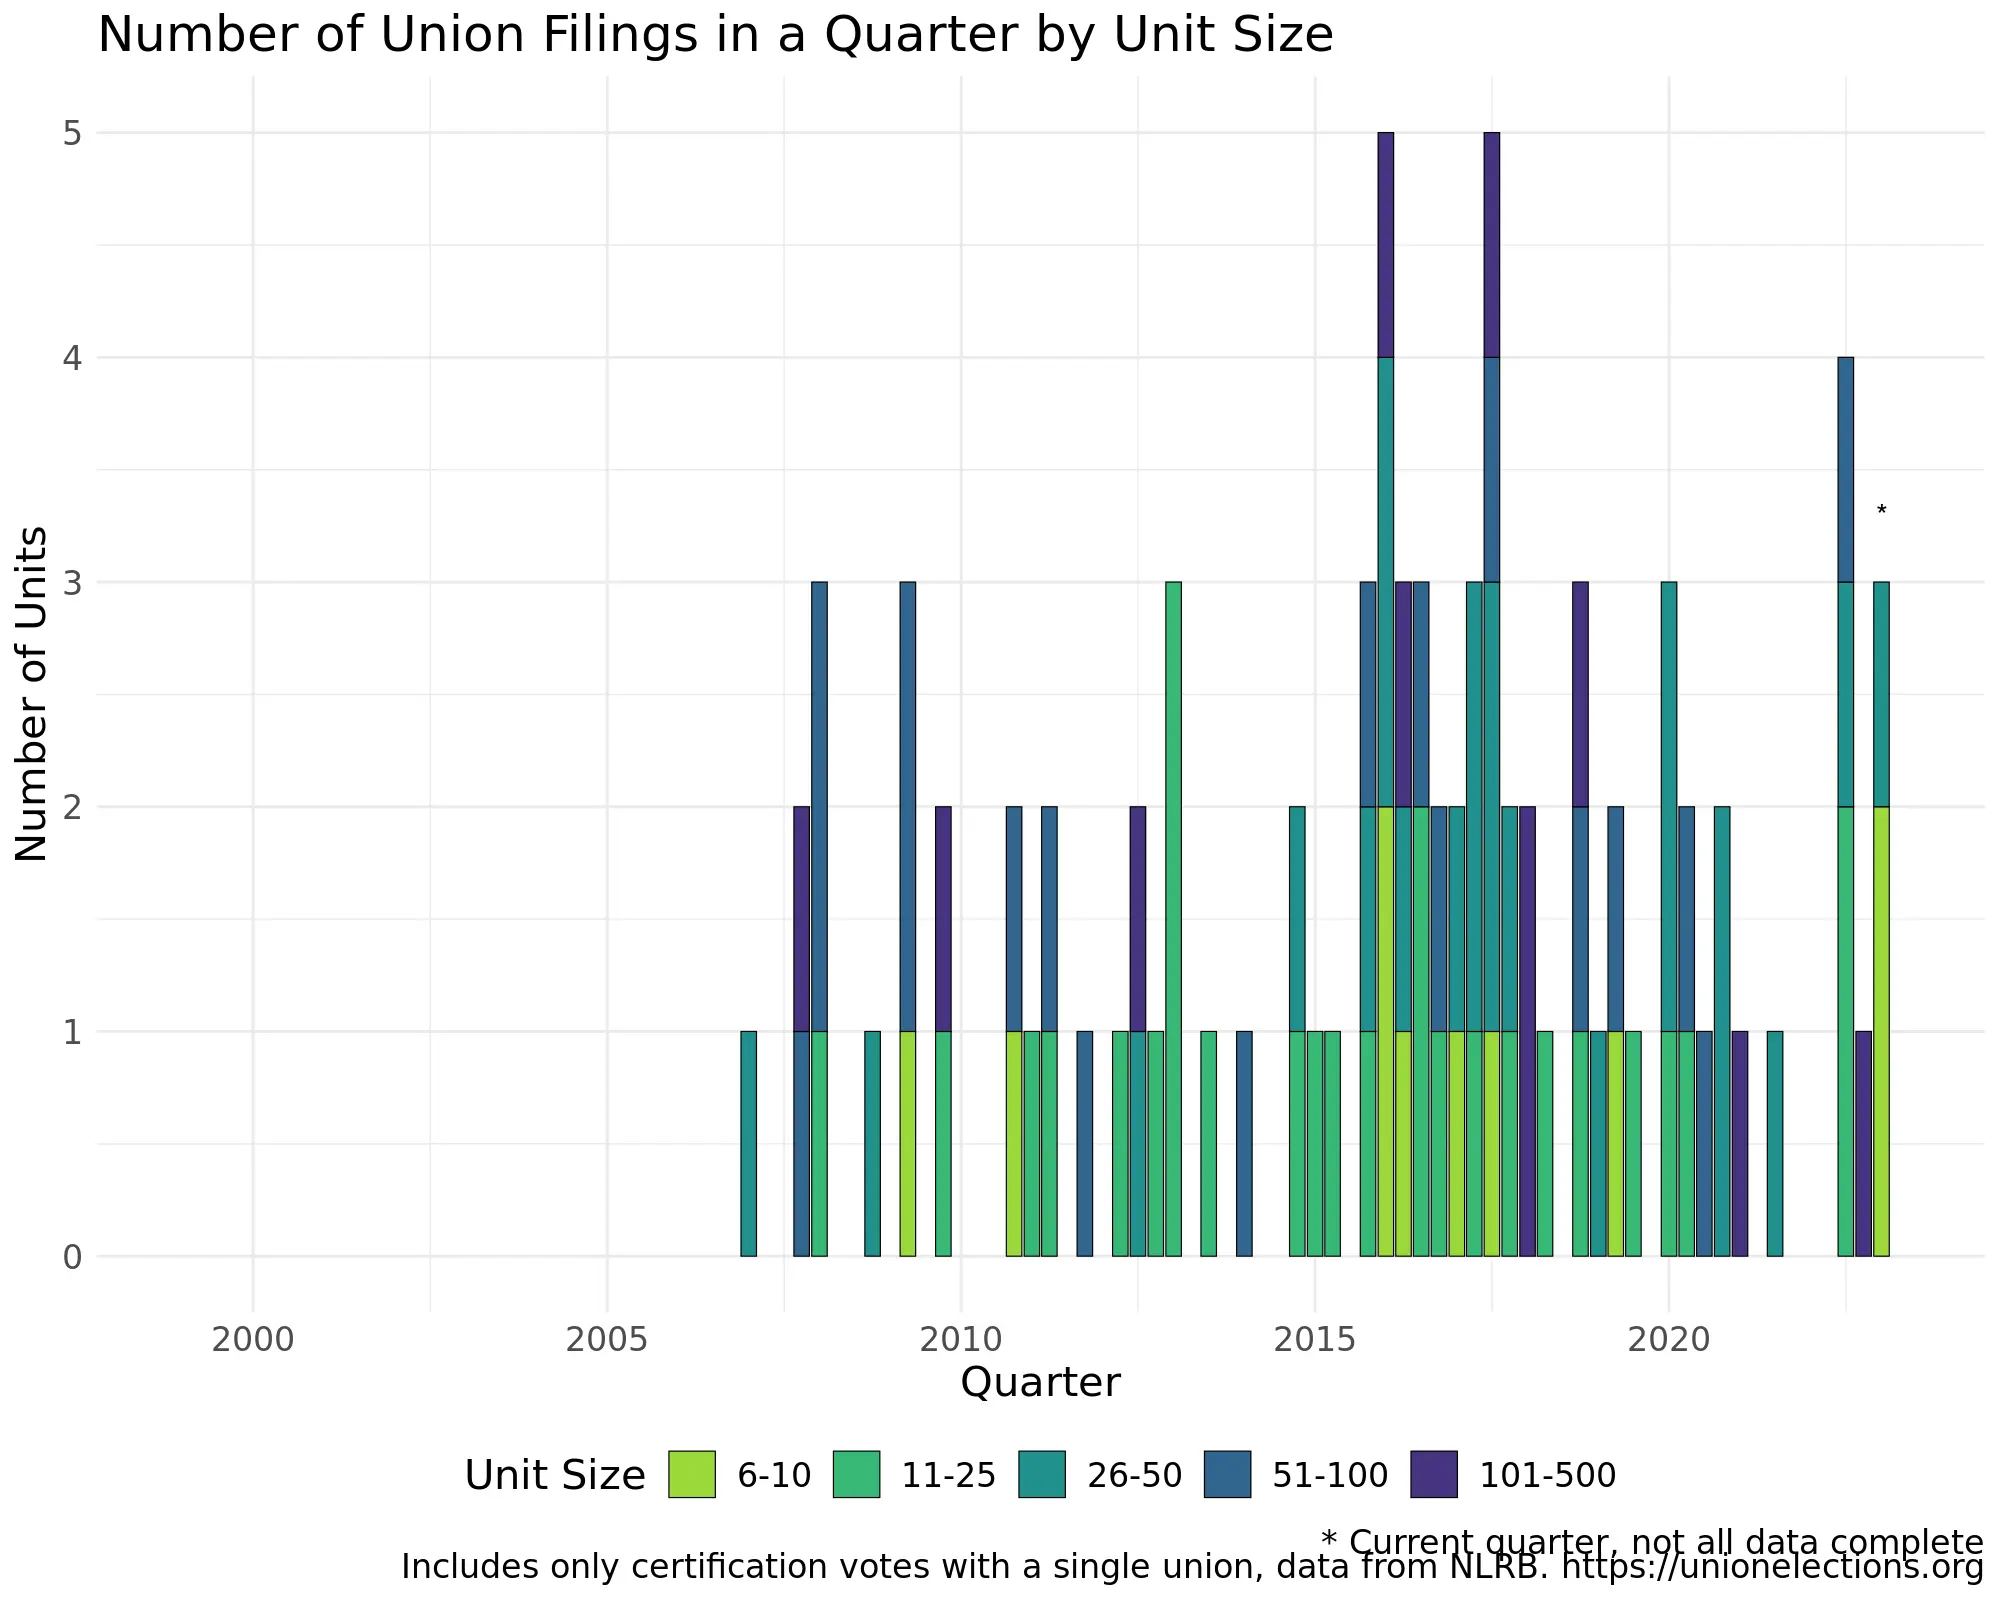 Number of Union Filings in a Quarter by Unit Size
Number of Units
5
4
3
2
1
0
*
2000 2005 2010 2015 2020
Quarter
Unit Size 6-10 11-25 26-50 51-100 101-500
* Current quarter, not all data complete
Includes only certification votes with a single union, data from NLRB. https://unionelections.org